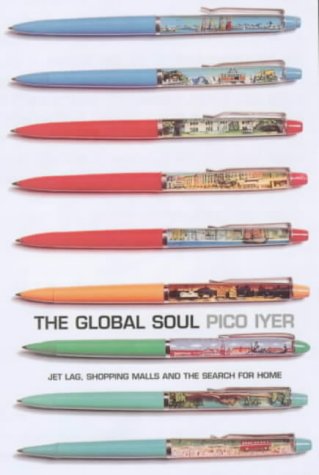 THE GLOBAL SOUL PICO IYER
JET LAG, SHOPPING MALLS AND THE SEARCH FOR HOME